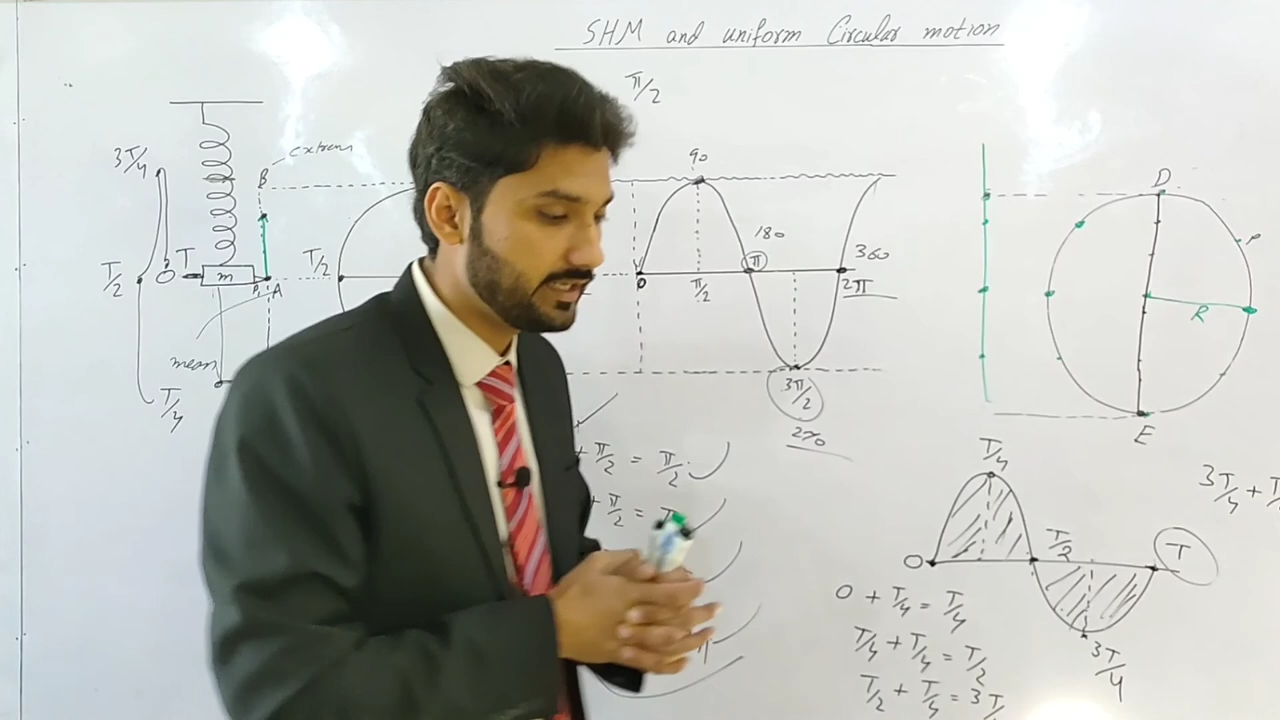 SHM and uniform Circular motion
π/2
3T/4
B
T/2
O
T
m
P
A
mean
T/4
T/2
90
180
π
360
0
π/2
2π
3π/2
270
+ π/2 = π/2
+ π/2 =
π
D
P
R
E
T/4
3T/4 +
O
T/2
T
3T/4
0 + T/4 = T/4
T/4 + T/4 = T/2
T/2 + T/4 = 3T/